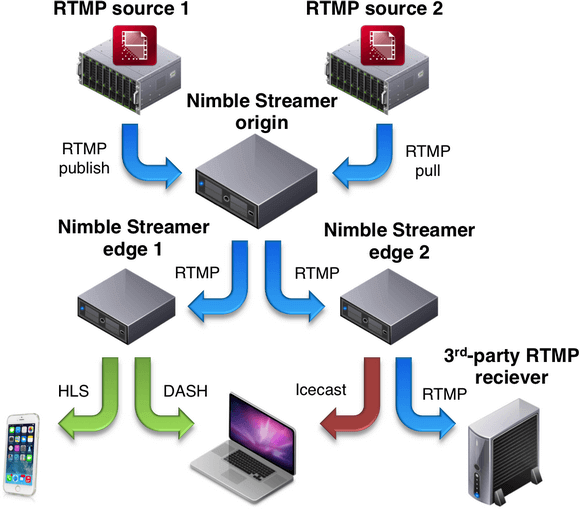 RTMP source 1
RTMP source 2
Nimble Streamer
origin
RTMP
publish
RTMP
pull
Nimble Streamer
edge 1
Nimble Streamer
edge 2
RTMP
RTMP
3rd-party RTMP
reciever
HLS
DASH
Icecast
RTMP